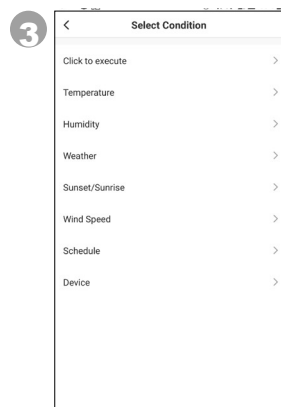 3
Select Condition
Click to execute
Temperature
Humidity
Weather
Sunset/Sunrise
Wind Speed
Schedule
Device